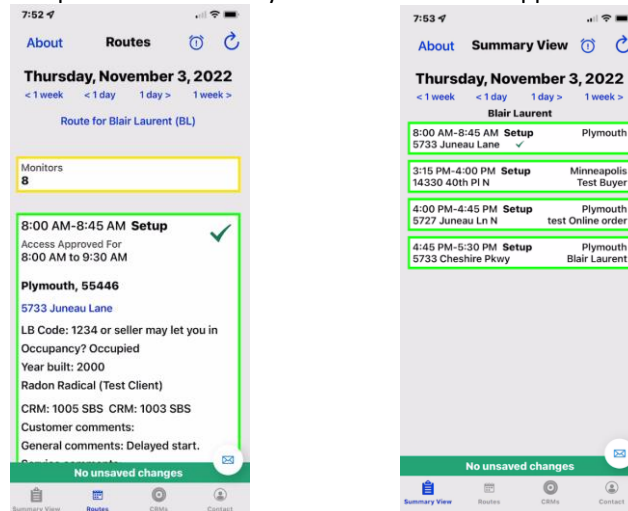 7:52
About Routes
Thursday, November 3, 2022
< 1 week < 1 day 1 day > 1 week >
Route for Blair Laurent (BL)
Monitors
8
8:00 AM-8:45 AM Setup
Access Approved For
8:00 AM to 9:30 AM
Plymouth, 55446
5733 Juneau Lane
LB Code: 1234 or seller may let you in
Occupancy? Occupied
Year built: 2000
Radon Radical (Test Client)
CRM: 1005 SBS CRM: 1003 SBS
Customer comments:
General comments: Delayed start.
No unsaved changes
Summary View Routes CRMs Contact
7:53
About Summary View
Thursday, November 3, 2022
< 1 week < 1 day 1 day > 1 week >
Blair Laurent
8:00 AM-8:45 AM Setup Plymouth
5733 Juneau Lane
3:15 PM-4:00 PM Setup Minneapolis
14330 40th Pl N Test Buyer
4:00 PM-4:45 PM Setup Plymouth
5727 Juneau Ln N test Online order
4:45 PM-5:30 PM Setup Plymouth
5733 Cheshire Pkwy Blair Laurent
No unsaved changes
Summary View Routes CRMs Contact